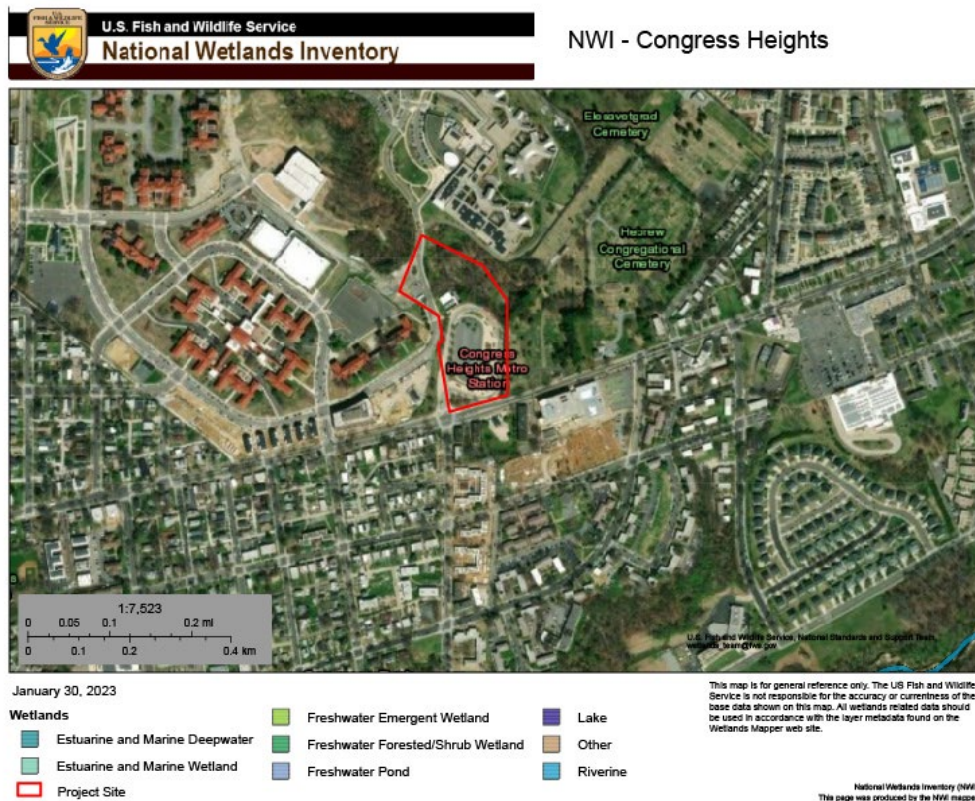 U.S.
FISH & WILDLIFE
SERVICE
U.S. Fish and Wildlife Service
National Wetlands Inventory
NWI - Congress Heights
Elesavetgrad
Cemetery
Hebrew
Congregational
Cemetery
Congress
Heights Metro
Station
1:7,523
0 0.05 0.1 0.2 mi
0 0.1 0.2 0.4 km
U.S. Fish and Wildlife Service, National Standards and Support Team,
wetlands_team@fws.gov
January 30, 2023
Wetlands
Estuarine and Marine Deepwater
Estuarine and Marine Wetland
Project Site
Freshwater Emergent Wetland
Freshwater Forested/Shrub Wetland
Freshwater Pond
Lake
Other
Riverine
This map is for general reference only. The US Fish and Wildlife
Service is not responsible for the accuracy or currentness of the
base data shown on this map. All wetlands related data should
be used in accordance with the layer metadata found on the
Wetlands Mapper web site.
National Wetlands Inventory (NWI
This page was produced by the NWI mappe